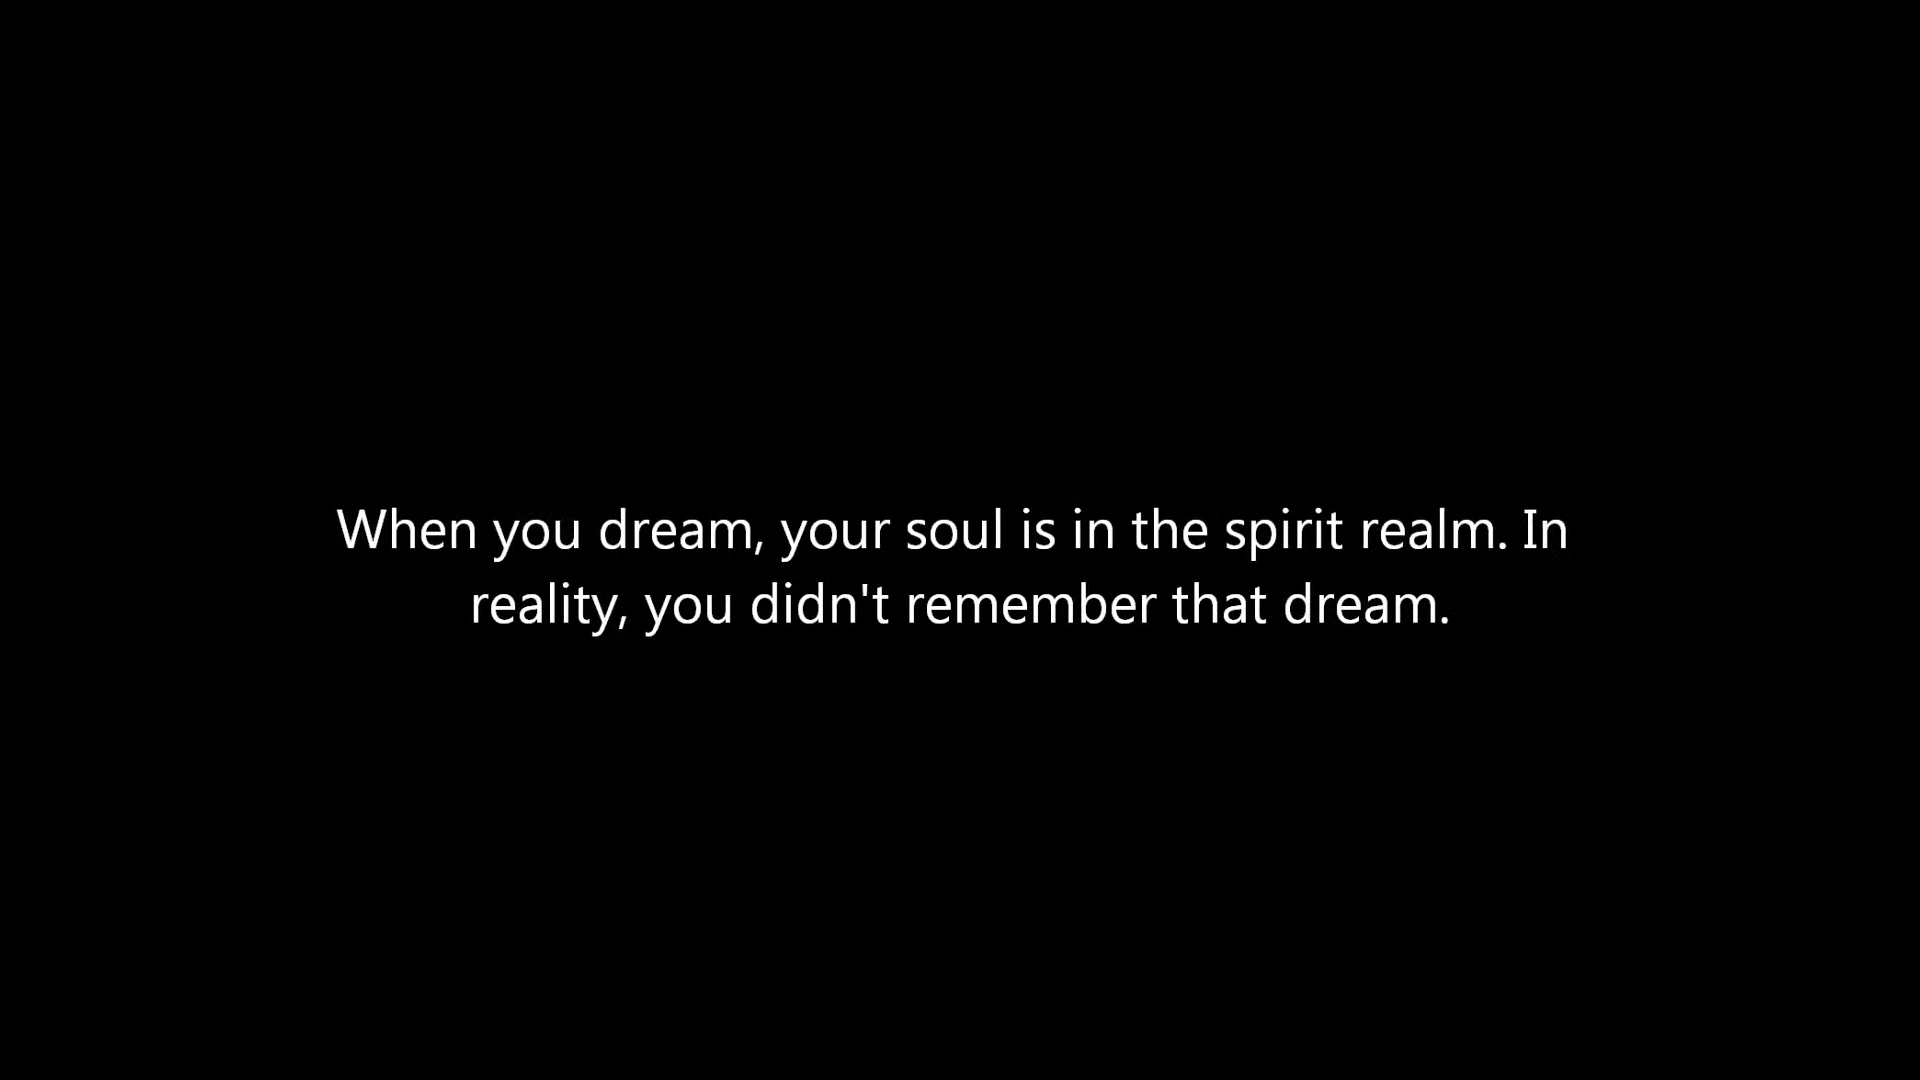 When you dream, your soul is in the spirit realm. In
reality, you didn't remember that dream.